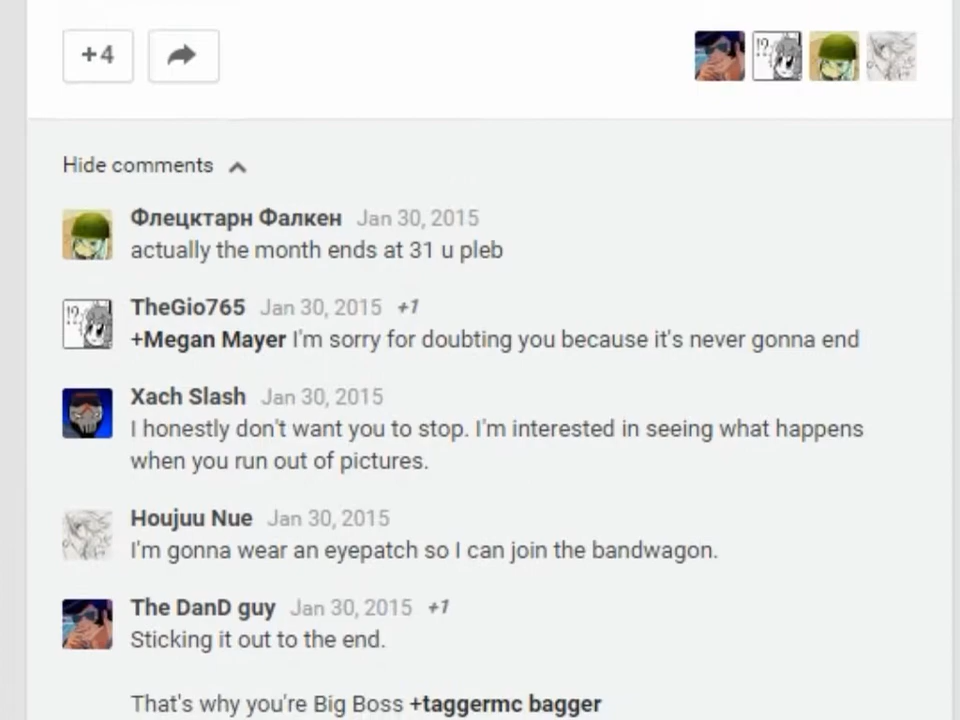 +4
Hide comments
Флецктарн Фалкен Jan 30, 2015
actually the month ends at 31 u pleb
!?
TheGio765 Jan 30, 2015 +1
+Megan Mayer I'm sorry for doubting you because it's never gonna end
Xach Slash Jan 30, 2015
I honestly don't want you to stop. I'm interested in seeing what happens
when you run out of pictures.
Houjuu Nue Jan 30, 2015
I'm gonna wear an eyepatch so I can join the bandwagon.
The DanD guy Jan 30, 2015 +1
Sticking it out to the end.
That's why you're Big Boss +taggermc bagger